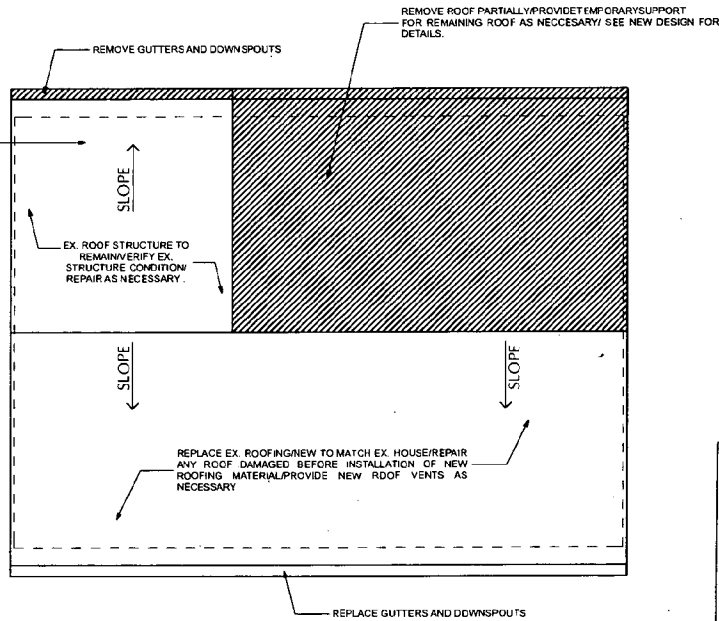 REMOVE ROOF PARTIALLY/PROVIDETEMPORARYSUPPORT
FOR REMAINING ROOF AS NECCESARY/ SEE NEW DESIGN FOR
DETAILS.
REMOVE GUTTERS AND DOWNSPOUTS
SLOPE
EX. ROOF STRUCTURE TO
REMAIN/VERIFY EX.
STRUCTURE CONDITION/
REPAIR AS NECESSARY .
SLOPE
SLOPE
REPLACE EX. ROOFING/NEW TO MATCH EX. HOUSE/REPAIR
ANY ROOF DAMAGED BEFORE INSTALLATION OF NEW
ROOFING MATERIAL/PROVIDE NEW ROOF VENTS AS
NECESSARY
REPLACE GUTTERS AND DOWNSPOUTS